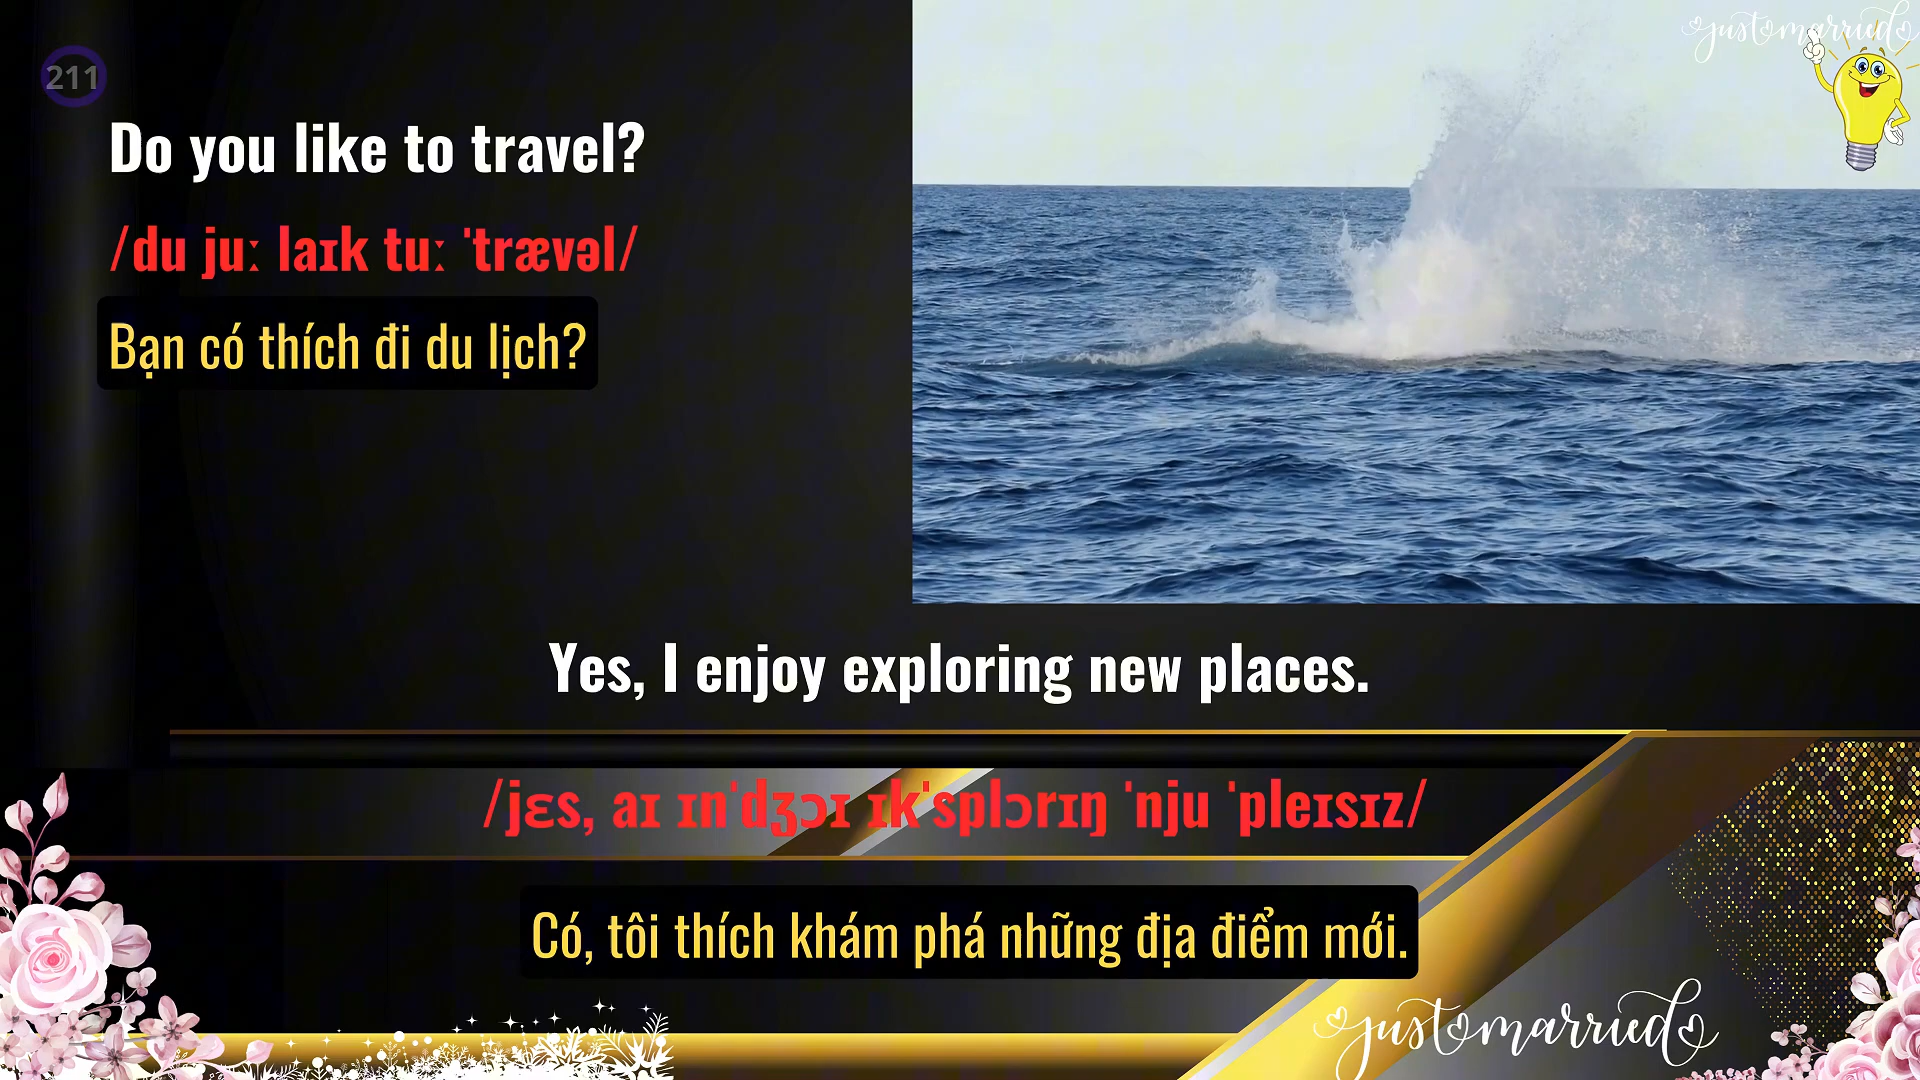 justmarried
211
Do you like to travel?
/du juː laɪk tuː ˈtrævəl/
Bạn có thích đi du lịch?
Yes, I enjoy exploring new places.
/jɛs, aɪ ɪnˈdʒɔɪ ɪkˈsplɔrɪŋ ˈnju ˈpleɪsɪz/
Có, tôi thích khám phá những địa điểm mới.
justmarried